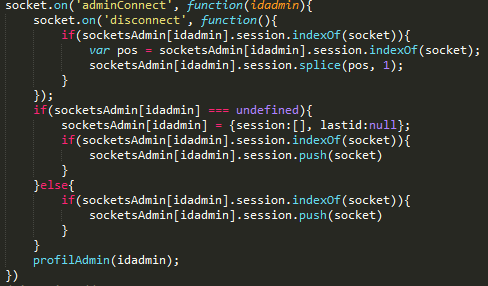 socket.on('adminConnect', function(idadmin){
socket.on('disconnect', function(){
if(socketsAdmin[idadmin].session.indexOf(socket)){
var pos = socketsAdmin[idadmin].session.indexOf(socket);
socketsAdmin[idadmin].session.splice(pos, 1);
}
});
if(socketsAdmin[idadmin] === undefined){
socketsAdmin[idadmin] = {session:[], lastid:null};
if(socketsAdmin[idadmin].session.indexOf(socket)){
socketsAdmin[idadmin].session.push(socket)
}
}else{
if(socketsAdmin[idadmin].session.indexOf(socket)){
socketsAdmin[idadmin].session.push(socket)
}
}
profilAdmin(idadmin);
})